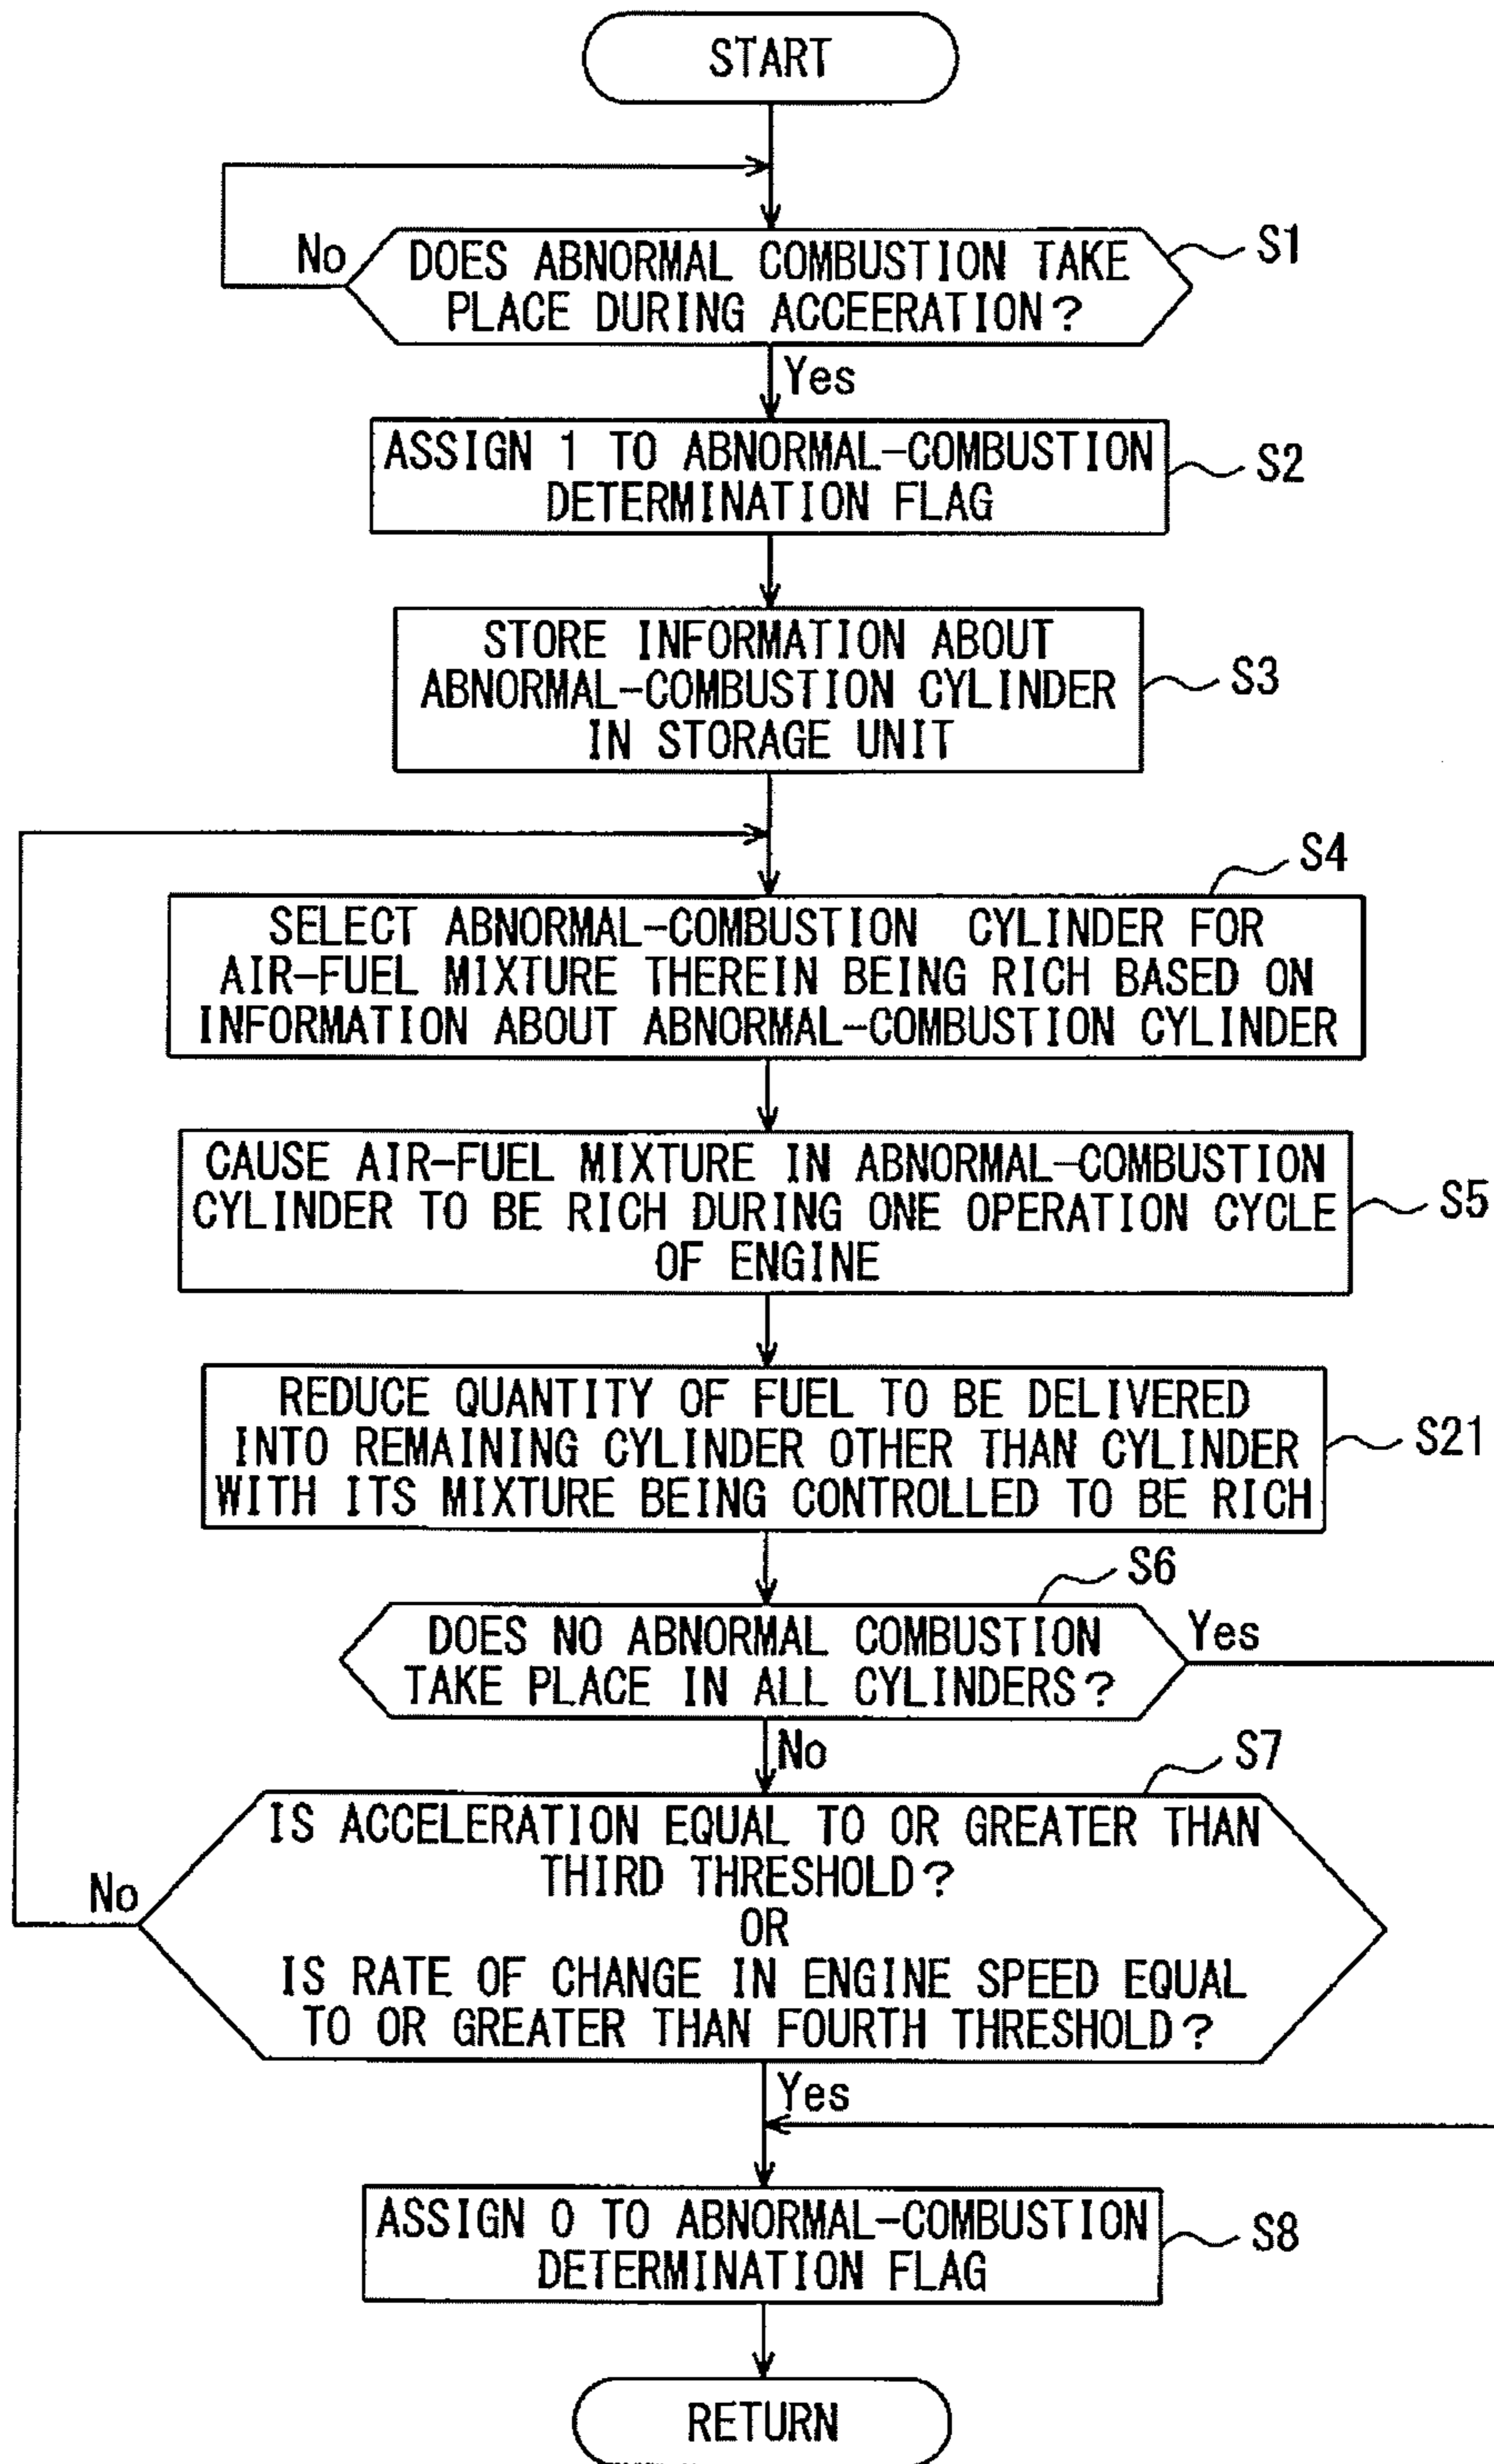 START
No
DOES ABNORMAL COMBUSTION TAKE
PLACE DURING ACCEERATION?
S1
Yes
ASSIGN 1 TO ABNORMAL-COMBUSTION
DETERMINATION FLAG
S2
STORE INFORMATION ABOUT
ABNORMAL-COMBUSTION CYLINDER
IN STORAGE UNIT
S3
S4
SELECT ABNORMAL-COMBUSTION CYLINDER FOR
AIR-FUEL MIXTURE THEREIN BEING RICH BASED ON
INFORMATION ABOUT ABNORMAL-COMBUSTION CYLINDER
CAUSE AIR-FUEL MIXTURE IN ABNORMAL-COMBUSTION
CYLINDER TO BE RICH DURING ONE OPERATION CYCLE
OF ENGINE
S5
REDUCE QUANTITY OF FUEL TO BE DELIVERED
INTO REMAINING CYLINDER OTHER THAN CYLINDER
WITH ITS MIXTURE BEING CONTROLLED TO BE RICH
S21
S6
DOES NO ABNORMAL COMBUSTION
TAKE PLACE IN ALL CYLINDERS?
Yes
No
S7
IS ACCELERATION EQUAL TO OR GREATER THAN
THIRD THRESHOLD?
OR
IS RATE OF CHANGE IN ENGINE SPEED EQUAL
TO OR GREATER THAN FOURTH THRESHOLD?
No
Yes
ASSIGN 0 TO ABNORMAL-COMBUSTION
DETERMINATION FLAG
S8
RETURN